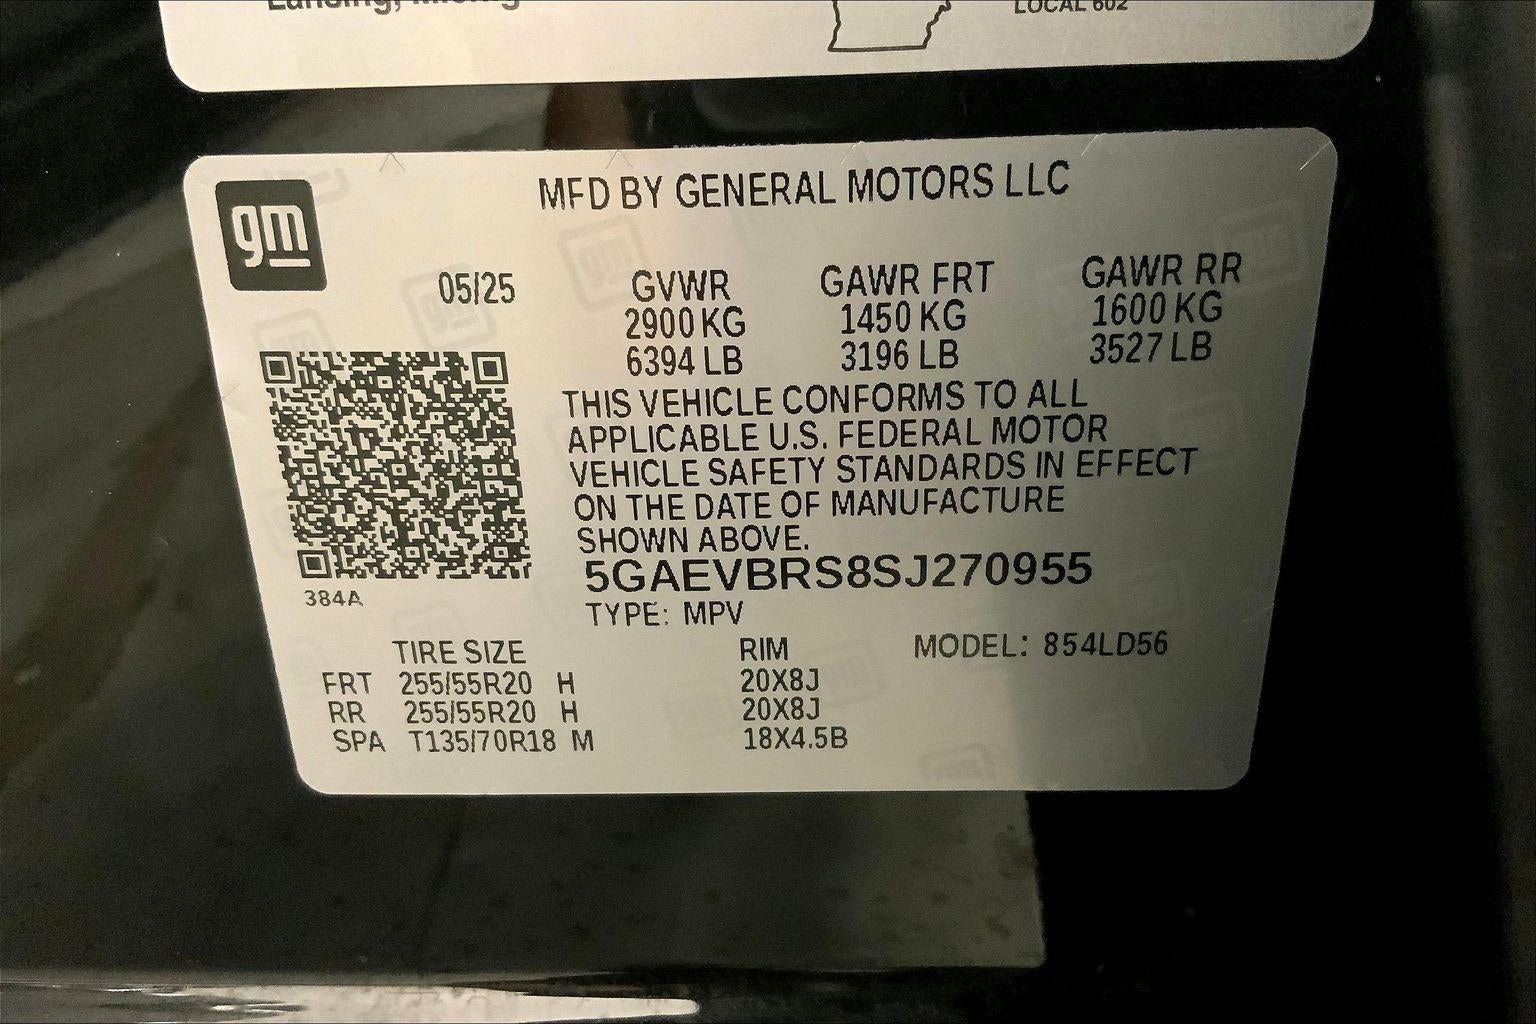 Lansing, Michig
LOCAL 602
gm
MFD BY GENERAL MOTORS LLC
05/25
GVWR GAWR FRT GAWR RR
2900 KG 1450 KG 1600 KG
6394 LB 3196 LB 3527 LB
THIS VEHICLE CONFORMS TO ALL
APPLICABLE U.S. FEDERAL MOTOR
VEHICLE SAFETY STANDARDS IN EFFECT
ON THE DATE OF MANUFACTURE
SHOWN ABOVE.
5GAEVBRS8SJ270955
384A
TYPE: MPV
TIRE SIZE RIM MODEL: 854LD56
FRT 255/55R20 H 20X8J
RR 255/55R20 H 20X8J
SPA T135/70R18 M 18X4.5B